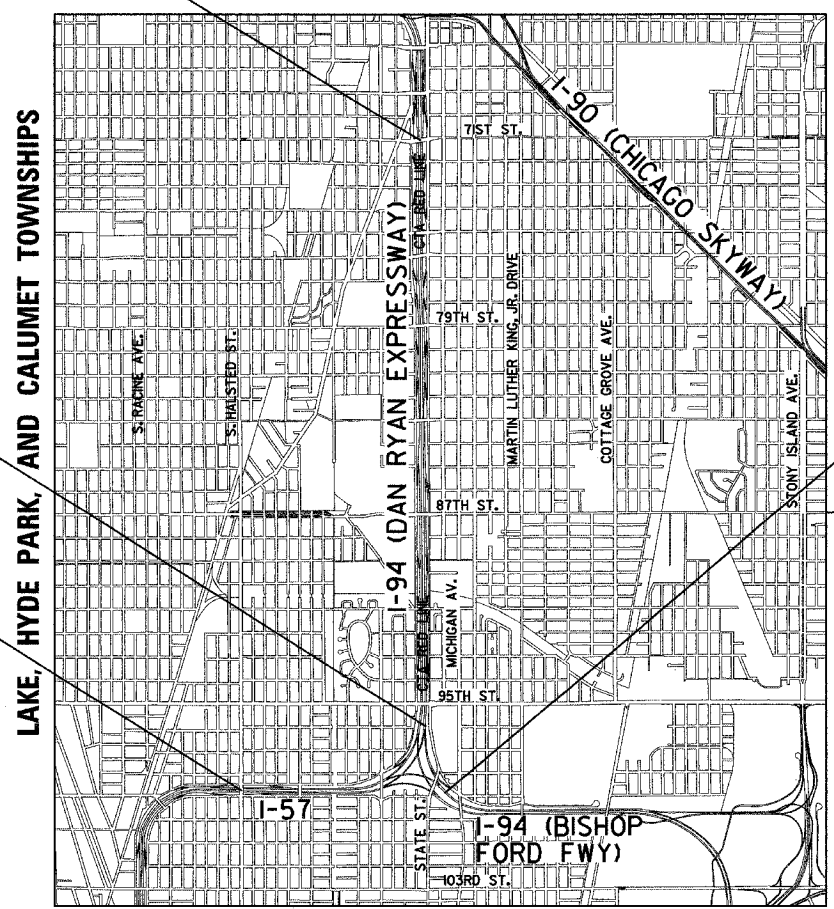 LAKE, HYDE PARK, AND CALUMET TOWNSHIPS
I-90 (CHICAGO SKYWAY)
71ST ST.
CTA RED LINE
I-94 (DAN RYAN EXPRESSWAY)
MARTIN LUTHER KING, JR. DRIVE
79TH ST.
COTTAGE GROVE AVE.
S. RACINE AVE.
S. HALSTED ST.
STONY ISLAND AVE.
87TH ST.
MICHIGAN AV.
CTA RED LINE
95TH ST.
I-57
STATE ST.
I-94 (BISHOP
FORD FWY)
103RD ST.